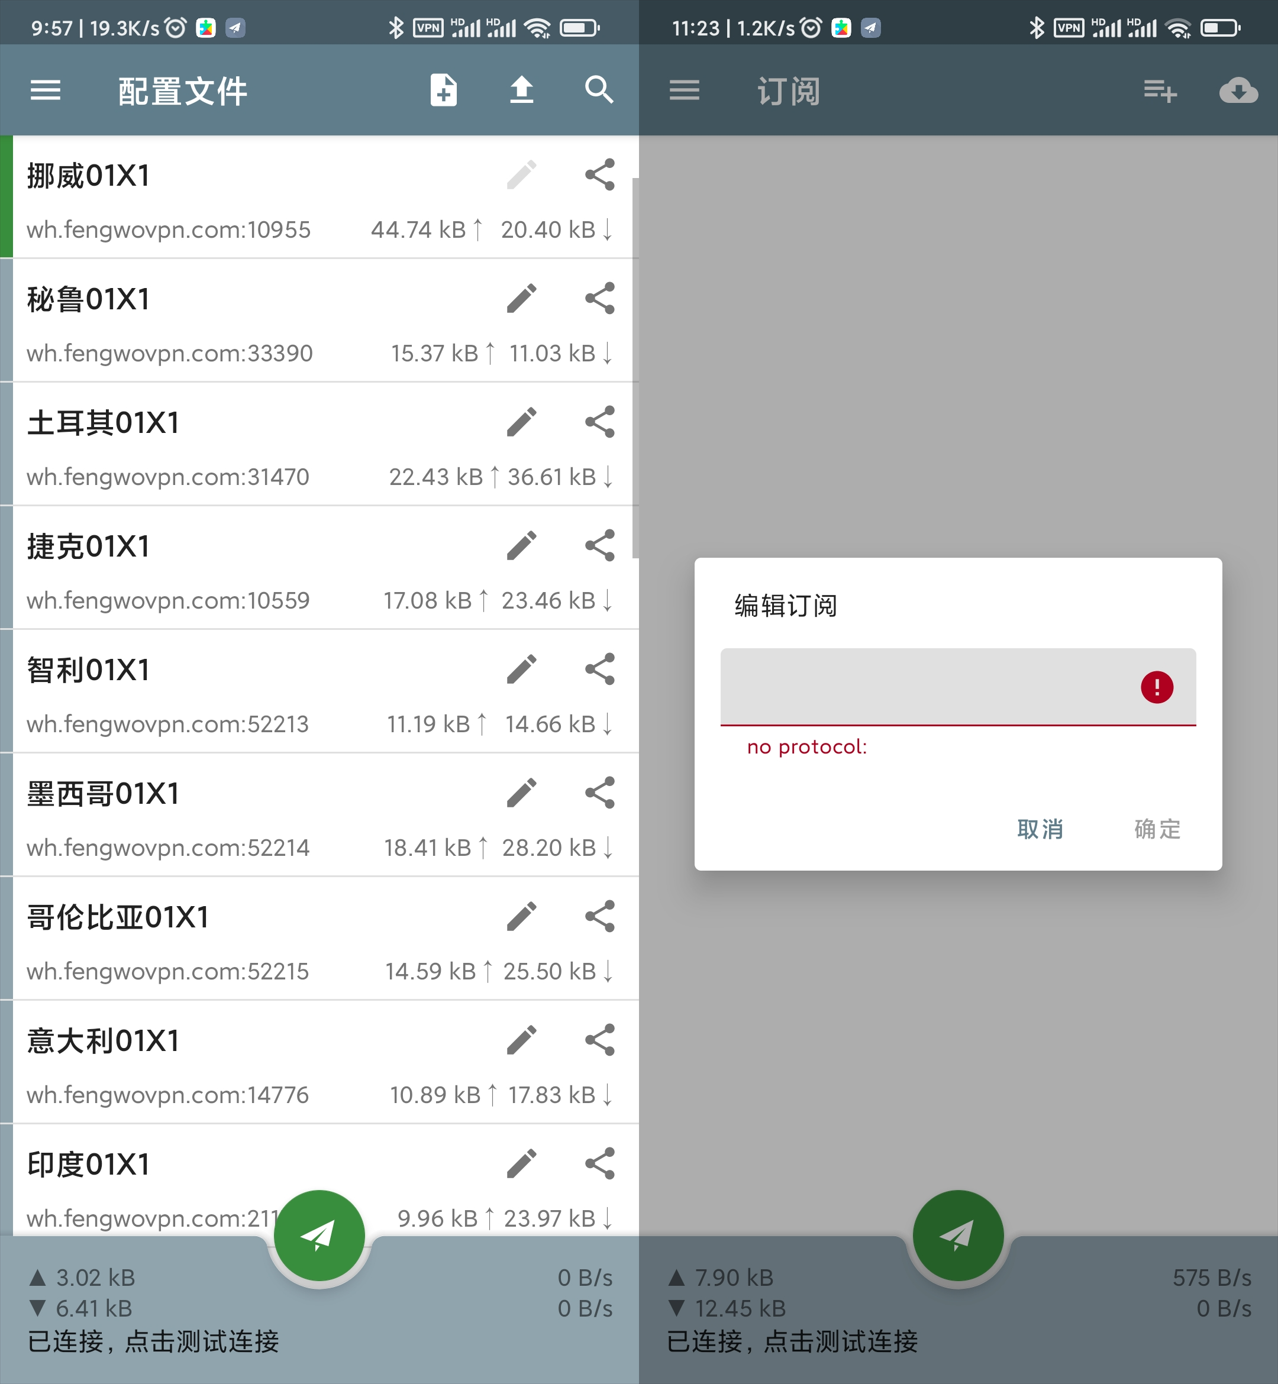 9:57 | 19.3K/s
VPN HD HD
配置文件
挪威01X1
wh.fengwovpn.com:10955 44.74 kB↑ 20.40 kB↓
秘鲁01X1
wh.fengwovpn.com:33390 15.37 kB↑ 11.03 kB↓
土耳其01X1
wh.fengwovpn.com:31470 22.43 kB↑ 36.61 kB↓
捷克01X1
wh.fengwovpn.com:10559 17.08 kB↑ 23.46 kB↓
智利01X1
wh.fengwovpn.com:52213 11.19 kB↑ 14.66 kB↓
墨西哥01X1
wh.fengwovpn.com:52214 18.41 kB↑ 28.20 kB↓
哥伦比亚01X1
wh.fengwovpn.com:52215 14.59 kB↑ 25.50 kB↓
意大利01X1
wh.fengwovpn.com:14776 10.89 kB↑ 17.83 kB↓
印度01X1
wh.fengwovpn.com:211 9.96 kB↑ 23.97 kB↓
▲ 3.02 kB 0 B/s
▼ 6.41 kB 0 B/s
已连接，点击测试连接
11:23 | 1.2K/s
VPN HD HD
订阅
编辑订阅
no protocol:
取消 确定
▲ 7.90 kB 575 B/s
▼ 12.45 kB 0 B/s
已连接，点击测试连接